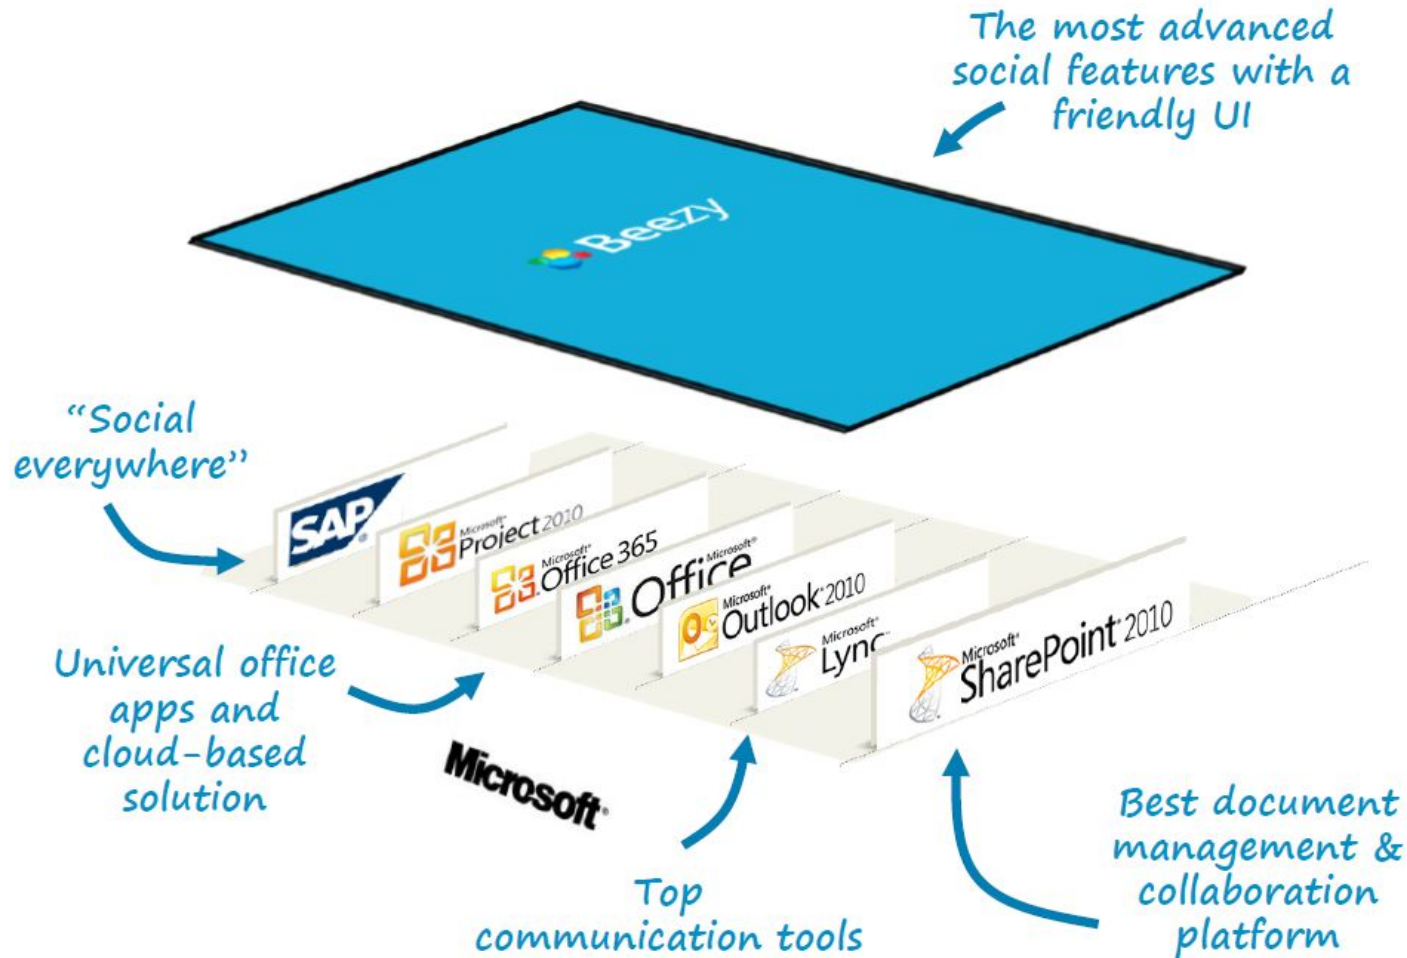 The most advanced
social features with a
friendly UI
Beezy
“Social
everywhere”
SAP
Microsoft®
Project 2010
Microsoft®
Office 365
Microsoft®
Office
Microsoft®
Outlook® 2010
Microsoft®
Lync
Microsoft®
SharePoint® 2010
Universal office
apps and
cloud-based
solution
Microsoft®
Top
communication tools
Best document
management &
collaboration
platform